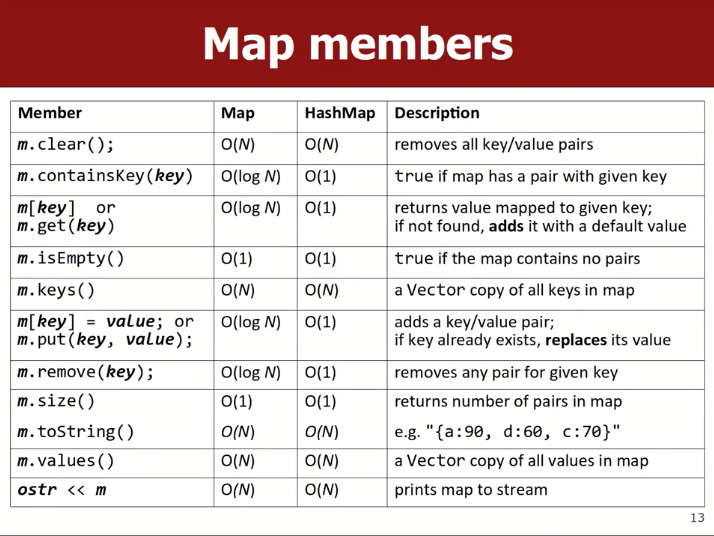 Map members
Member Map HashMap Description
m.clear(); O(N) O(N) removes all key/value pairs
m.containsKey(key) O(log N) O(1) true if map has a pair with given key
m[key] or O(log N) O(1) returns value mapped to given key;
m.get(key) if not found, adds it with a default value
m.isEmpty() O(1) O(1) true if the map contains no pairs
m.keys() O(N) O(N) a Vector copy of all keys in map
m[key] = value; or O(log N) O(1) adds a key/value pair;
m.put(key, value); if key already exists, replaces its value
m.remove(key); O(log N) O(1) removes any pair for given key
m.size() O(1) O(1) returns number of pairs in map
m.toString() O(N) O(N) e.g. "{a:90, d:60, c:70}"
m.values() O(N) O(N) a Vector copy of all values in map
ostr << m O(N) O(N) prints map to stream
13